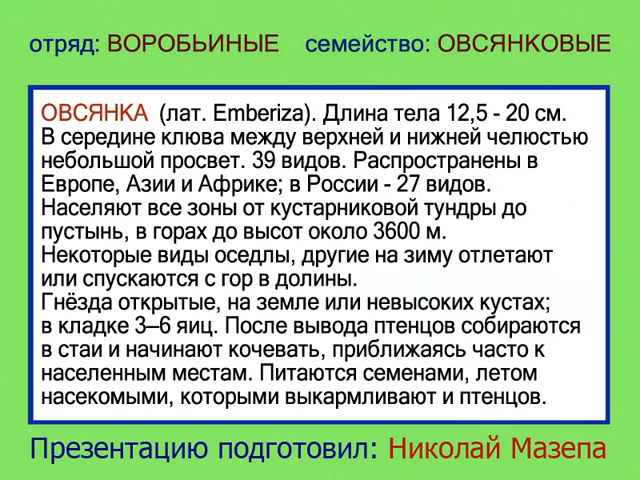 отряд: ВОРОБЬИНЫЕ семейство: ОВСЯНКОВЫЕ
ОВСЯНКА (лат. Emberiza). Длина тела 12,5 - 20 см.
В середине клюва между верхней и нижней челюстью
небольшой просвет. 39 видов. Распространены в
Европе, Азии и Африке; в России - 27 видов.
Населяют все зоны от кустарниковой тундры до
пустынь, в горах до высот около 3600 м.
Некоторые виды оседлы, другие на зиму отлетают
или спускаются с гор в долины.
Гнёзда открытые, на земле или невысоких кустах;
в кладке 3–6 яиц. После вывода птенцов собираются
в стаи и начинают кочевать, приближаясь часто к
населенным местам. Питаются семенами, летом
насекомыми, которыми выкармливают и птенцов.
Презентацию подготовил: Николай Мазепа